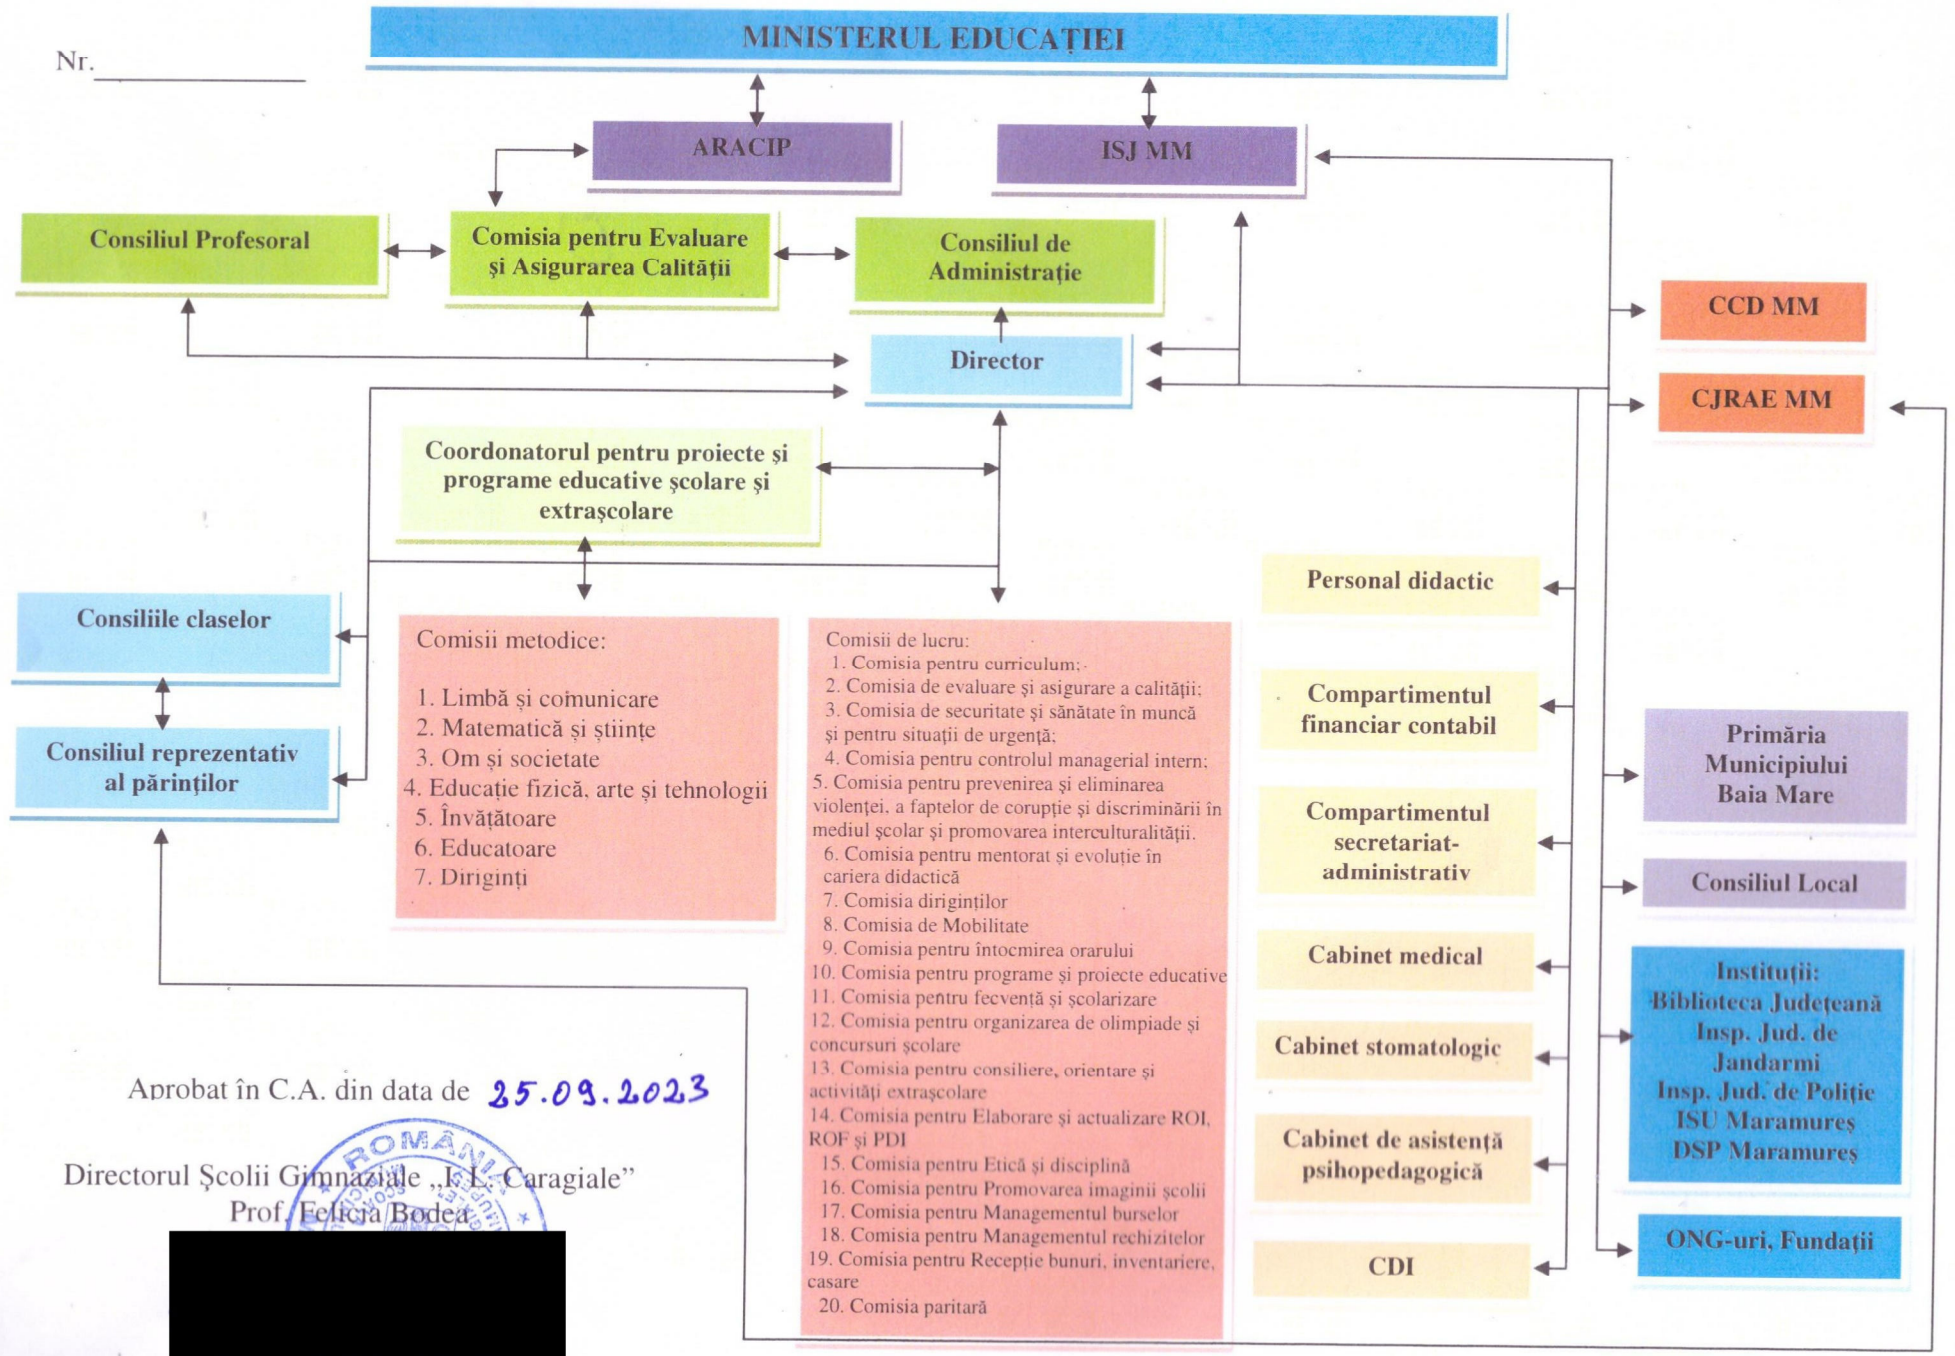 MINISTERUL EDUCAȚIEI
Nr.
ARACIP
ISJ MM
Consiliul Profesoral
Comisia pentru Evaluare
și Asigurarea Calității
Consiliul de
Administrație
CCD MM
Director
CJRAE MM
Coordonatorul pentru proiecte și
programe educative școlare și
extrașcolare
Consiliile claselor
Consiliul reprezentativ
al părinților
Comisii metodice:
1. Limbă și comunicare
2. Matematică și științe
3. Om și societate
4. Educație fizică, arte și tehnologii
5. Învățătoare
6. Educatoare
7. Diriginți
Comisii de lucru:
1. Comisia pentru curriculum;
2. Comisia de evaluare și asigurare a calității;
3. Comisia de securitate și sănătate în muncă
și pentru situații de urgență;
4. Comisia pentru controlul managerial intern;
5. Comisia pentru prevenirea și eliminarea
violenței, a faptelor de corupție și discriminării în
mediul școlar și promovarea interculturalității.
6. Comisia pentru mentorat și evoluție în
cariera didactică
7. Comisia diriginților
8. Comisia de Mobilitate
9. Comisia pentru întocmirea orarului
10. Comisia pentru programe și proiecte educative
11. Comisia pentru fecvență și școlarizare
12. Comisia pentru organizarea de olimpiade și
concursuri școlare
13. Comisia pentru consiliere, orientare și
activități extrașcolare
14. Comisia pentru Elaborare și actualizare ROI,
ROF și PDI
15. Comisia pentru Etică și disciplină
16. Comisia pentru Promovarea imaginii școlii
17. Comisia pentru Managementul burselor
18. Comisia pentru Managementul rechizitelor
19. Comisia pentru Recepție bunuri, inventariere,
casare
20. Comisia paritară
Personal didactic
Compartimentul
financiar contabil
Compartimentul
secretariat-
administrativ
Cabinet medical
Cabinet stomatologic
Cabinet de asistență
psihopedagogică
CDI
Primăria
Municipiului
Baia Mare
Consiliul Local
Instituții:
Biblioteca Județeană
Insp. Jud. de
Jandarmi
Insp. Jud. de Poliție
ISU Maramureș
DSP Maramureș
ONG-uri, Fundații
Aprobat în C.A. din data de 25.09.2023
Directorul Școlii Gimnaziale „I. L. Caragiale”
Prof. Felicia Bodea
ROMÂNIA